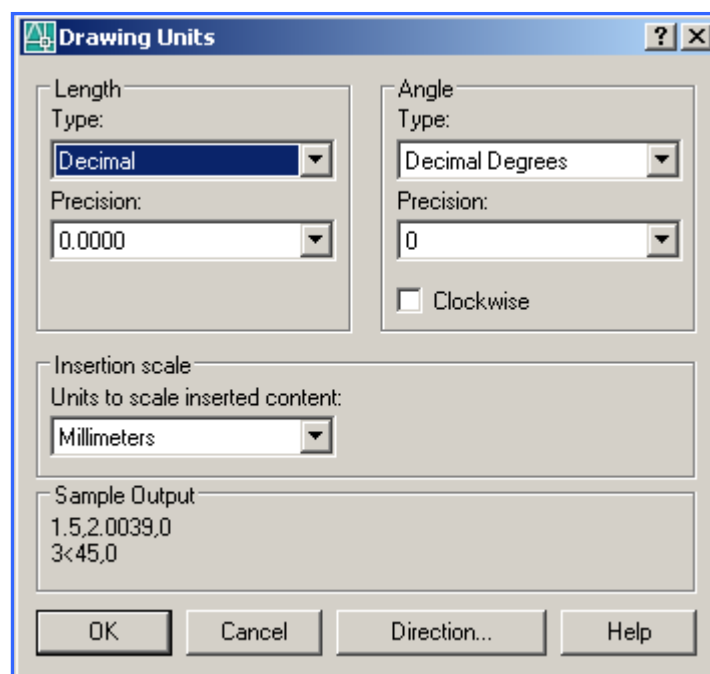 Drawing Units
Length
Type:
Decimal
Precision:
0.0000
Angle
Type:
Decimal Degrees
Precision:
0
Clockwise
Insertion scale
Units to scale inserted content:
Millimeters
Sample Output
1.5,2.0039,0
3<45,0
OK Cancel Direction... Help